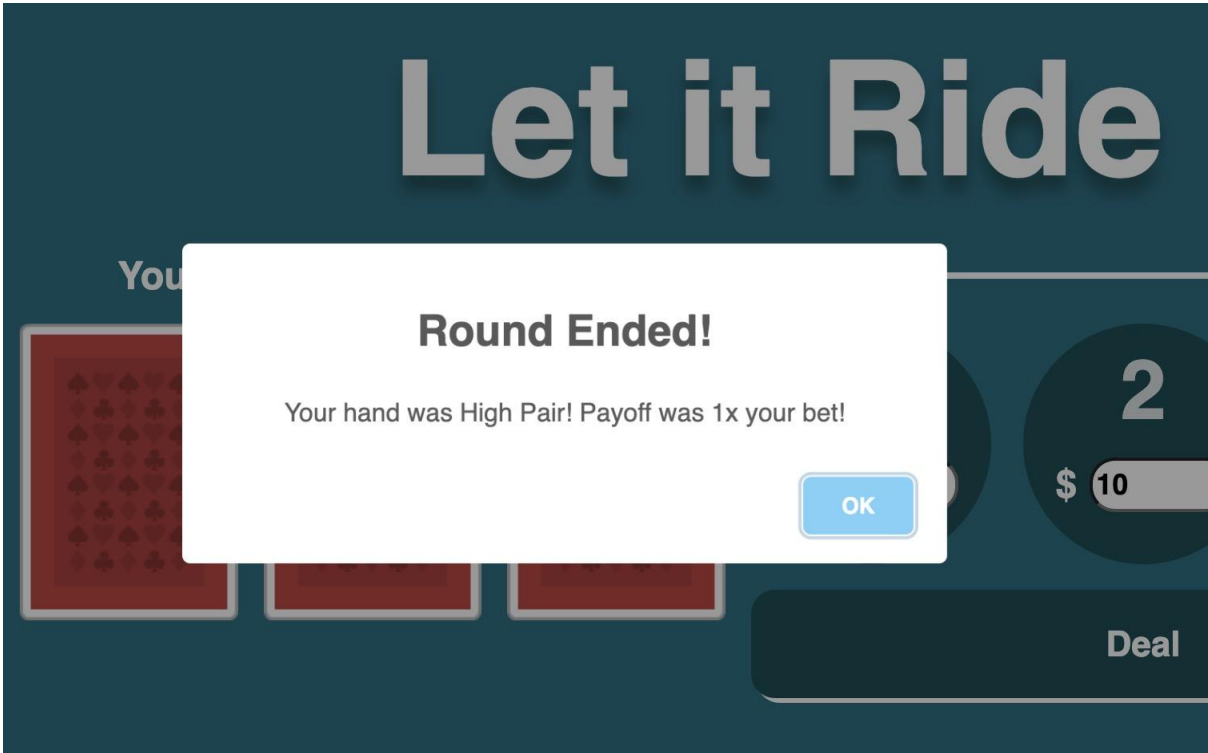 Let it Ride
You
Round Ended!
Your hand was High Pair! Payoff was 1x your bet!
OK
2
$ 10
Deal